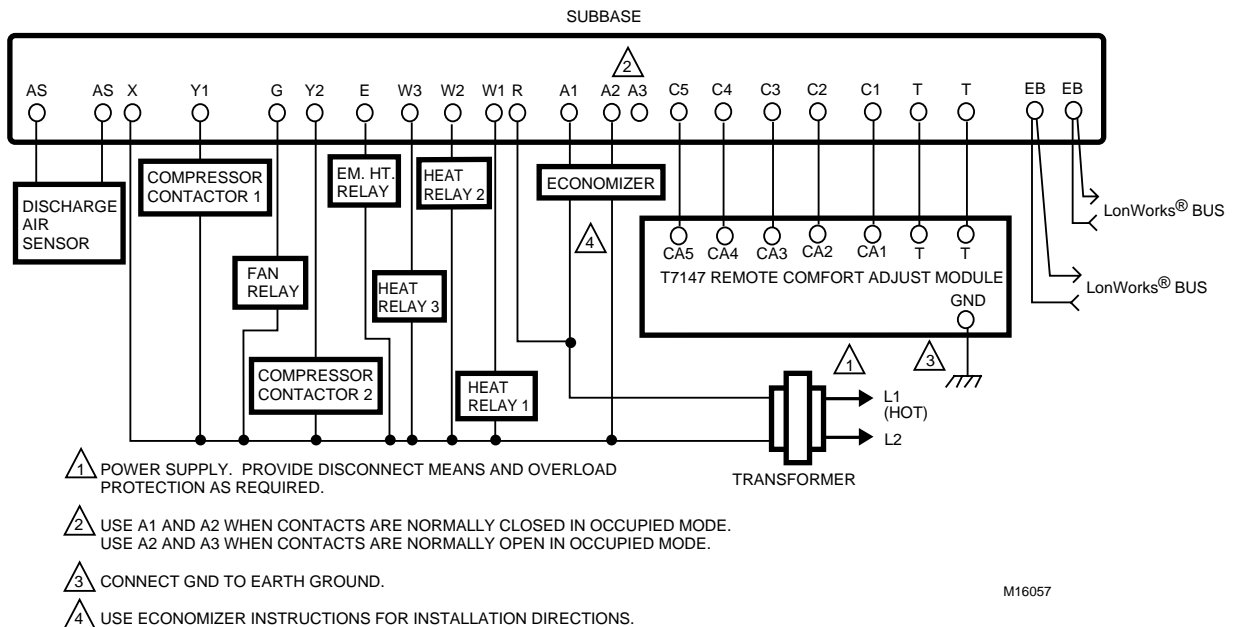 SUBBASE
2
AS AS X Y1 G Y2 E W3 W2 W1 R A1 A2 A3 C5 C4 C3 C2 C1 T T EB EB
DISCHARGE
AIR
SENSOR
COMPRESSOR
CONTACTOR 1
FAN
RELAY
COMPRESSOR
CONTACTOR 2
EM. HT.
RELAY
HEAT
RELAY 3
HEAT
RELAY 2
HEAT
RELAY 1
ECONOMIZER
4
CA5 CA4 CA3 CA2 CA1 T T
T7147 REMOTE COMFORT ADJUST MODULE
GND
LonWorks® BUS
LonWorks® BUS
1
3
L1
(HOT)
L2
TRANSFORMER
1 POWER SUPPLY. PROVIDE DISCONNECT MEANS AND OVERLOAD
PROTECTION AS REQUIRED.
2 USE A1 AND A2 WHEN CONTACTS ARE NORMALLY CLOSED IN OCCUPIED MODE.
USE A2 AND A3 WHEN CONTACTS ARE NORMALLY OPEN IN OCCUPIED MODE.
3 CONNECT GND TO EARTH GROUND.
4 USE ECONOMIZER INSTRUCTIONS FOR INSTALLATION DIRECTIONS.
M16057